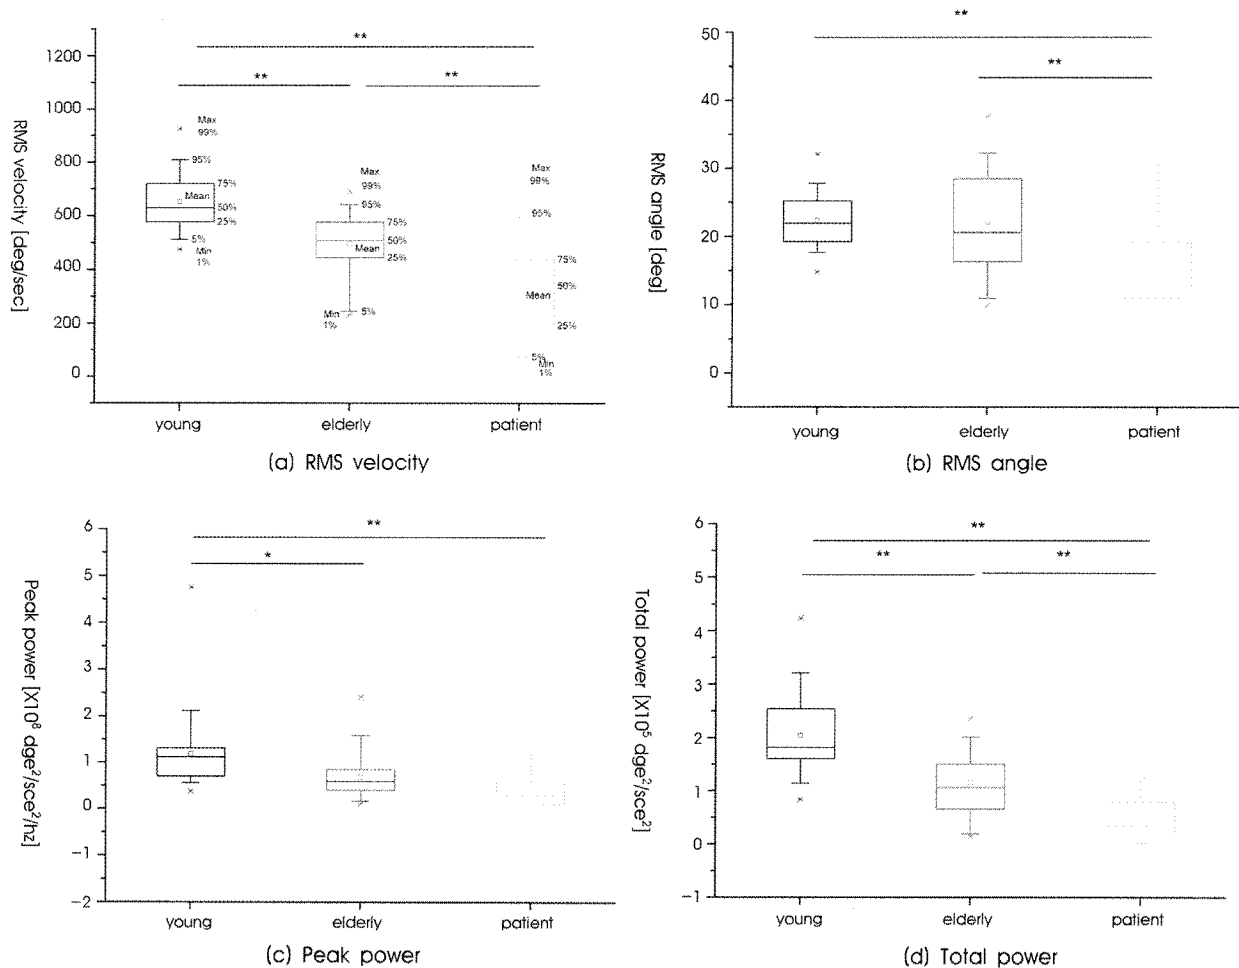 **
**
**
1200
1000
800
600
400
200
0
RMS velocity [deg/sec]
Max
99%
95%
75%
Mean
50%
25%
5%
Min
1%
Max
99%
95%
75%
50%
Mean
25%
5%
Min
1%
Max
99%
95%
75%
50%
Mean
25%
5%
Min
1%
young elderly patient
(a) RMS velocity
**
**
50
40
30
20
10
0
RMS angle [deg]
young elderly patient
(b) RMS angle
**
*
6
5
4
3
2
1
0
-1
-2
Peak power [X10⁸ dge²/sce²/hz]
young elderly patient
(c) Peak power
**
**
**
6
5
4
3
2
1
0
-1
Total power [X10⁵ dge²/sce²]
young elderly patient
(d) Total power